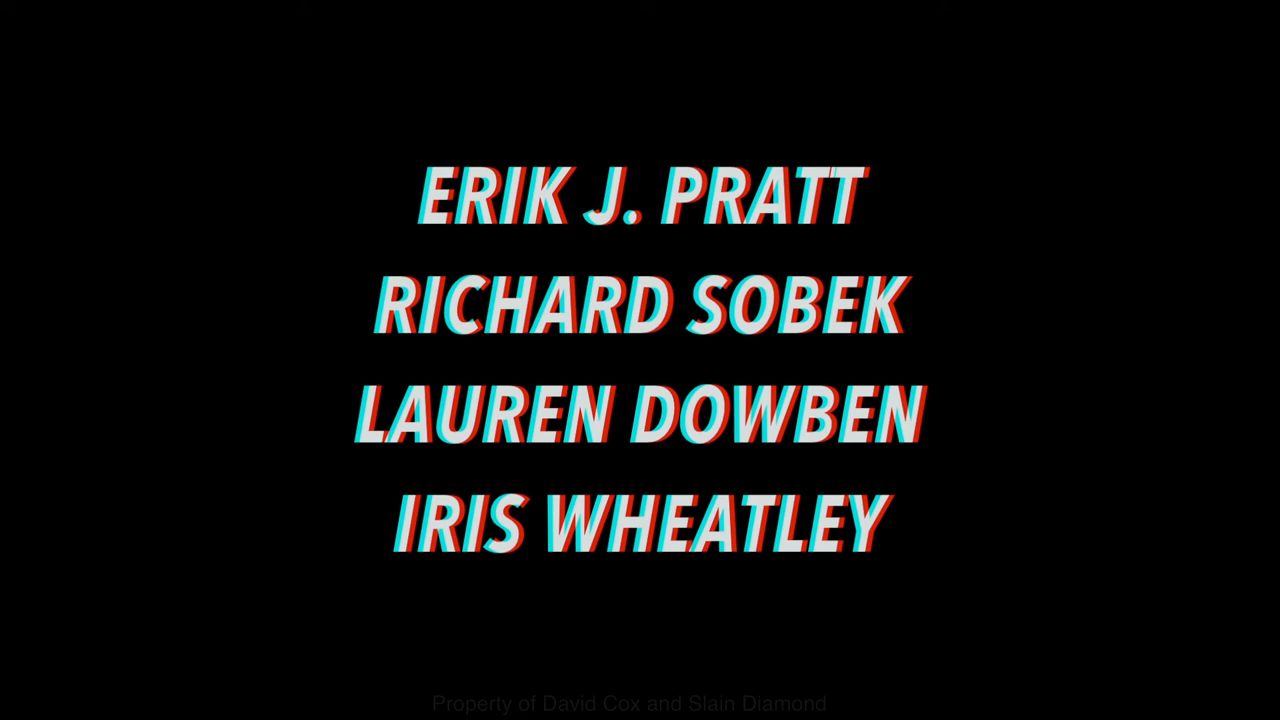 ERIK J. PRATT
RICHARD SOBEK
LAUREN DOWBEN
IRIS WHEATLEY
Property of David Cox and Slain Diamond